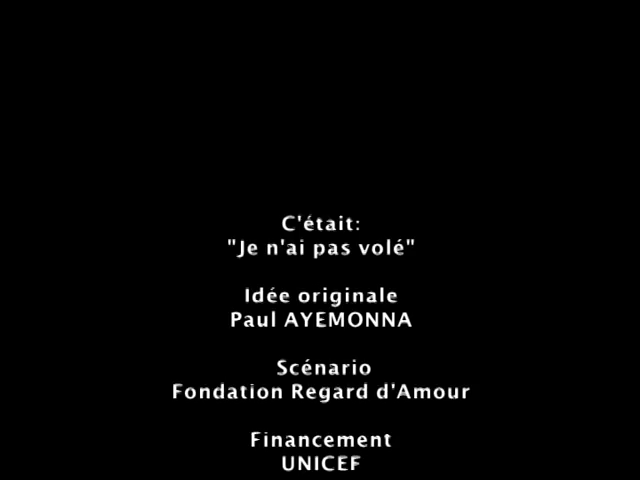 C'était:
"Je n'ai pas volé"
Idée originale
Paul AYEMONNA
Scénario
Fondation Regard d'Amour
Financement
UNICEF